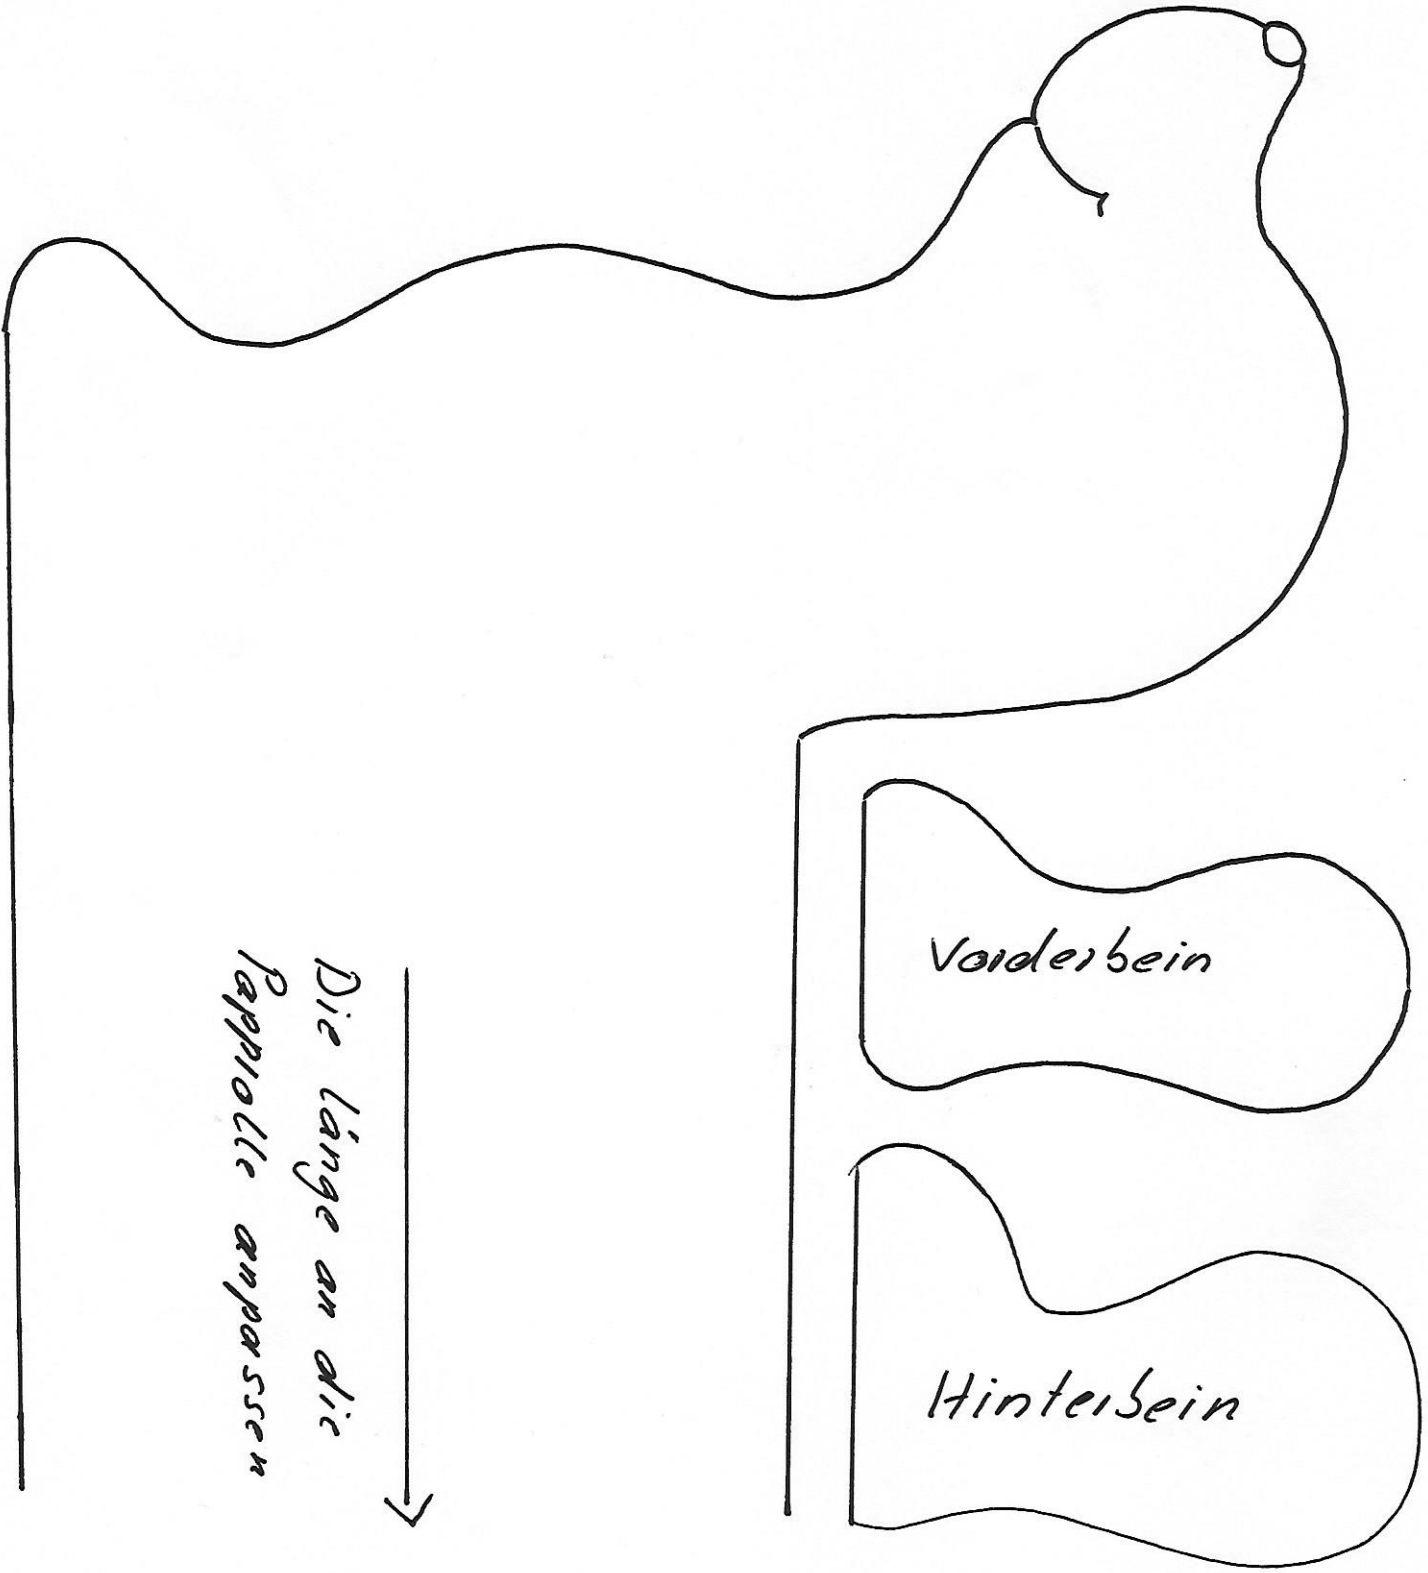 Vorderbein
Die länge an die
Papprolle anpassen
Hinterbein